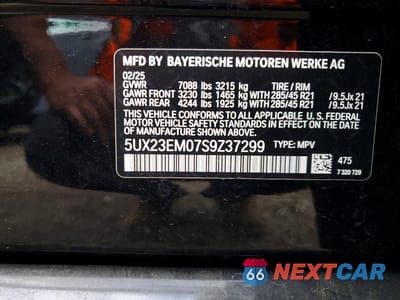 MFD BY BAYERISCHE MOTOREN WERKE AG
02/25
GVWR 7088 lbs 3215 kg TIRE / RIM
GAWR FRONT 3230 lbs 1465 kg WITH 285/45 R21 / 9.5Jx21
GAWR REAR 4244 lbs 1925 kg WITH 285/45 R21 / 9.5Jx21
THIS VEHICLE CONFORMS TO ALL APPLICABLE U.S. FEDERAL
MOTOR VEHICLE SAFETY STANDARDS IN EFFECT ON THE DATE OF
MANUFACTURE SHOWN ABOVE.
5UX23EM07S9Z37299 TYPE: MPV
475
7 320 729
66 NEXTCAR